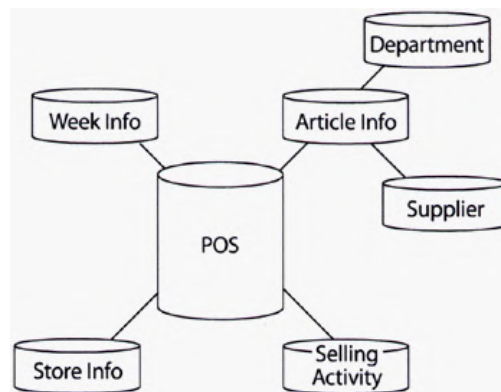 Department
Week Info
Article Info
Supplier
POS
Store Info
Selling
Activity